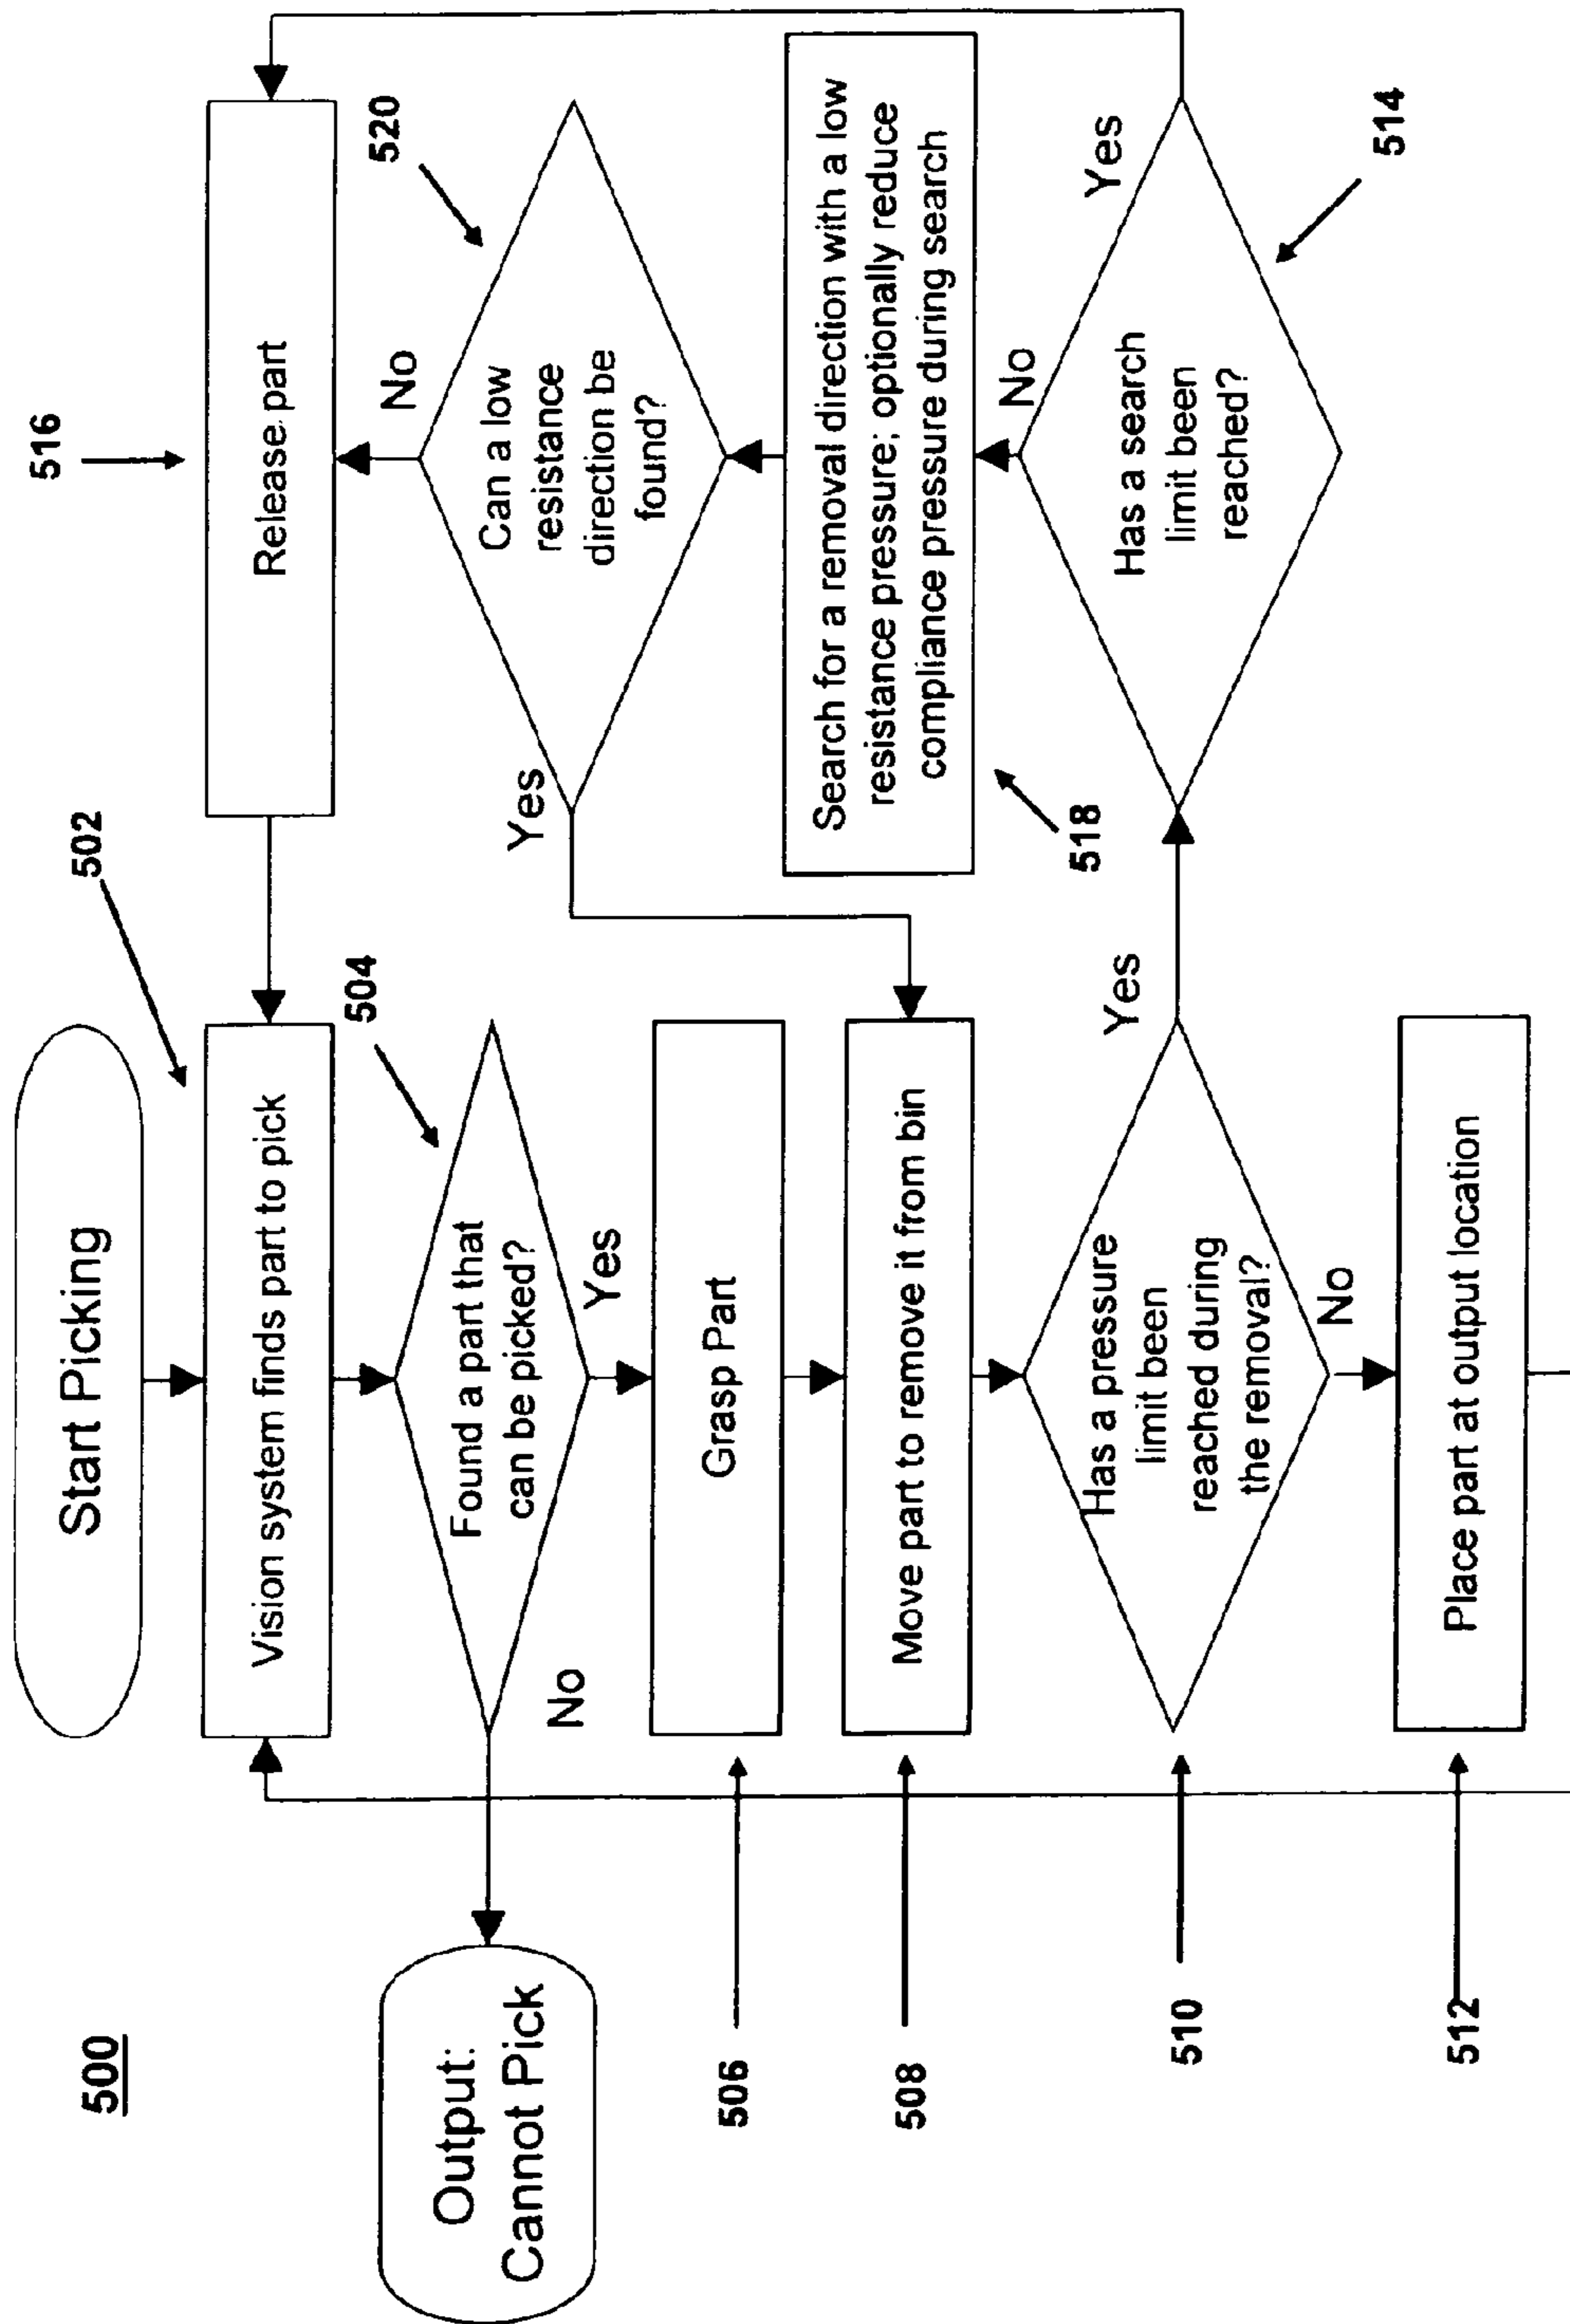 500
Start Picking
502
Vision system finds part to pick
504
Found a part that
can be picked?
No
Yes
Output:
Cannot Pick
506
Grasp Part
508
Move part to remove it from bin
510
Has a pressure
limit been
reached during
the removal?
Yes
No
512
Place part at output location
516
Release part
520
Can a low
resistance
direction be
found?
No
Yes
518
Search for a removal direction with a low
resistance pressure; optionally reduce
compliance pressure during search
514
Has a search
limit been
reached?
No
Yes